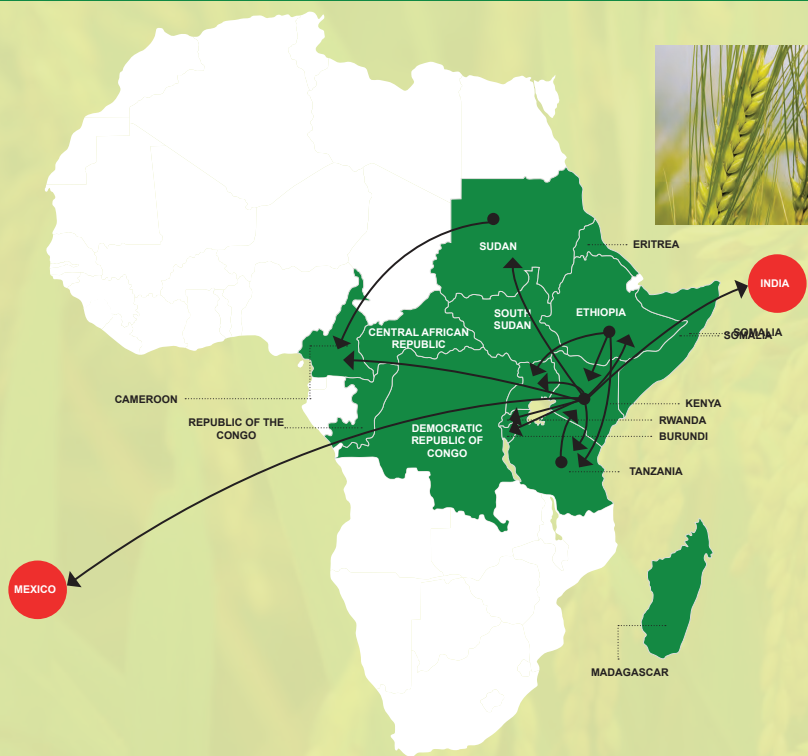 SUDAN
ERITREA
INDIA
SOUTH
SUDAN
ETHIOPIA
CENTRAL AFRICAN
REPUBLIC
SOMALIA
SOMALIA
CAMEROON
KENYA
REPUBLIC OF THE
CONGO
RWANDA
DEMOCRATIC
REPUBLIC OF
CONGO
BURUNDI
TANZANIA
MEXICO
MADAGASCAR